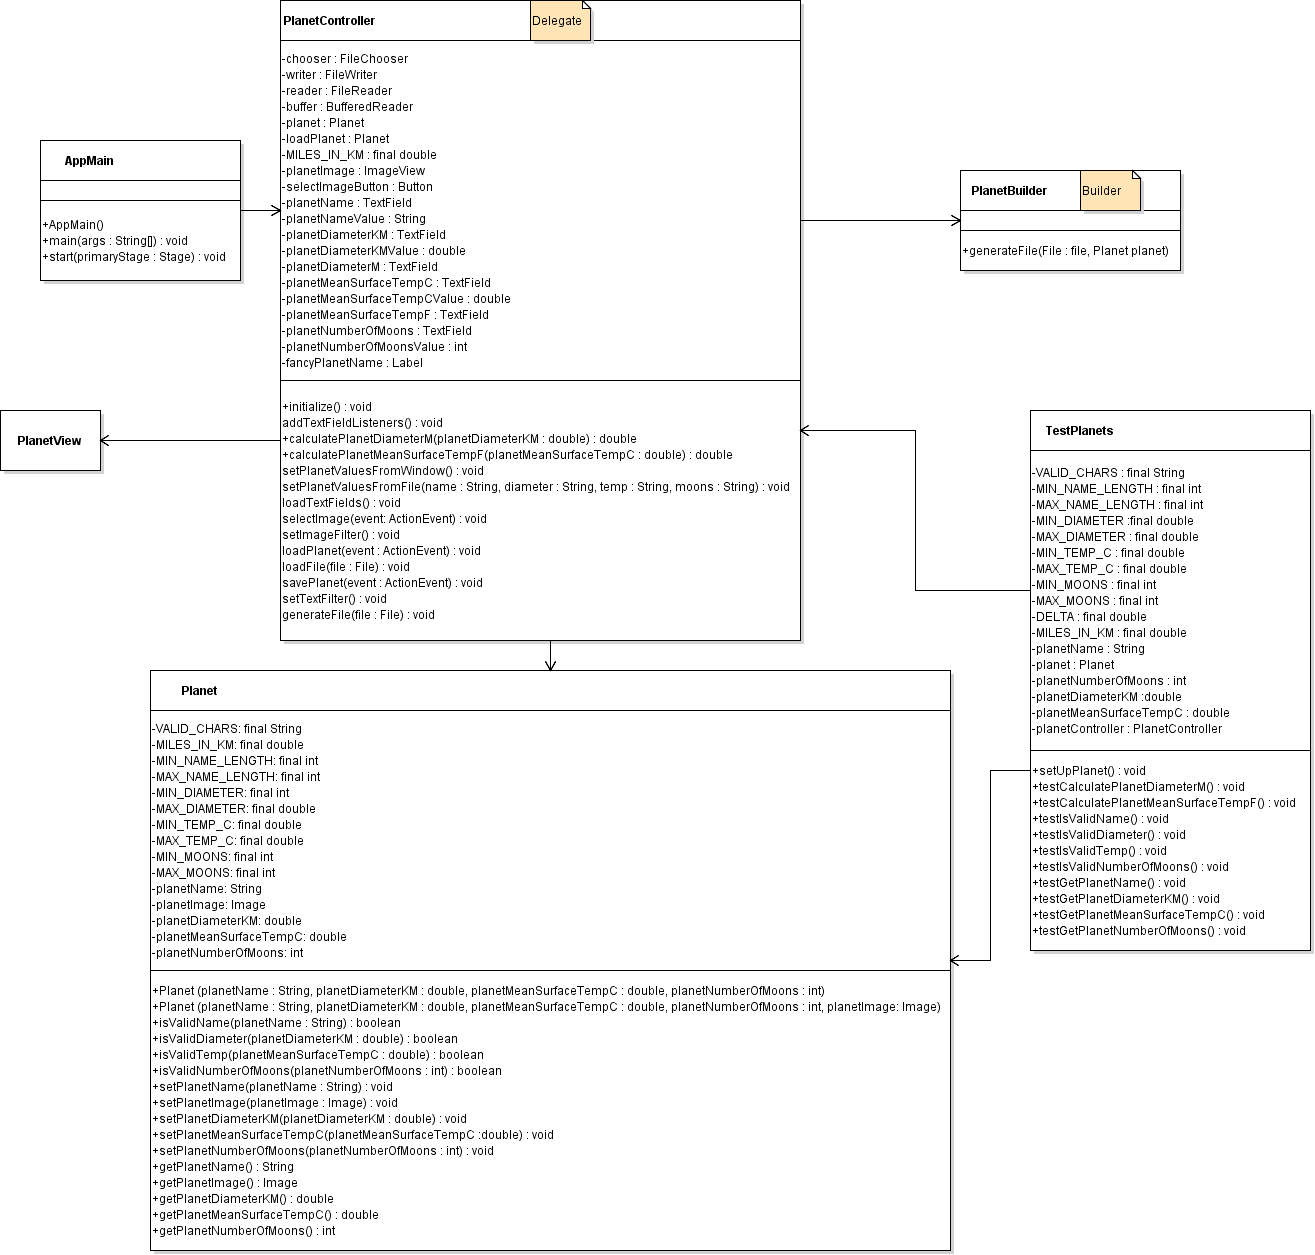 PlanetController
Delegate
-chooser : FileChooser
-writer : FileWriter
-reader : FileReader
-buffer : BufferedReader
-planet : Planet
-loadPlanet : Planet
-MILES_IN_KM : final double
-planetImage : ImageView
-selectImageButton : Button
-planetName : TextField
-planetNameValue : String
-planetDiameterKM : TextField
-planetDiameterKMValue : double
-planetDiameterM : TextField
-planetMeanSurfaceTempC : TextField
-planetMeanSurfaceTempCValue : double
-planetMeanSurfaceTempF : TextField
-planetNumberOfMoons : TextField
-planetNumberOfMoonsValue : int
-fancyPlanetName : Label
+initialize() : void
addTextFieldListeners() : void
+calculatePlanetDiameterM(planetDiameterKM : double) : double
+calculatePlanetMeanSurfaceTempF(planetMeanSurfaceTempC : double) : double
setPlanetValuesFromWindow() : void
setPlanetValuesFromFile(name : String, diameter : String, temp : String, moons : String) : void
loadTextFields() : void
selectImage(event: ActionEvent) : void
setImageFilter() : void
loadPlanet(event : ActionEvent) : void
loadFile(file : File) : void
savePlanet(event : ActionEvent) : void
setTextFilter() : void
generateFile(file : File) : void
AppMain
+AppMain()
+main(args : String[]) : void
+start(primaryStage : Stage) : void
PlanetBuilder
Builder
+generateFile(File : file, Planet planet)
PlanetView
TestPlanets
-VALID_CHARS : final String
-MIN_NAME_LENGTH : final int
-MAX_NAME_LENGTH : final int
-MIN_DIAMETER :final double
-MAX_DIAMETER : final double
-MIN_TEMP_C : final double
-MAX_TEMP_C : final double
-MIN_MOONS : final int
-MAX_MOONS : final int
-DELTA : final double
-MILES_IN_KM : final double
-planetName : String
-planet : Planet
-planetNumberOfMoons : int
-planetDiameterKM :double
-planetMeanSurfaceTempC : double
-planetController : PlanetController
+setUpPlanet() : void
+testCalculatePlanetDiameterM() : void
+testCalculatePlanetMeanSurfaceTempF() : void
+testIsValidName() : void
+testIsValidDiameter() : void
+testIsValidTemp() : void
+testIsValidNumberOfMoons() : void
+testGetPlanetName() : void
+testGetPlanetDiameterKM() : void
+testGetPlanetMeanSurfaceTempC() : void
+testGetPlanetNumberOfMoons() : void
Planet
-VALID_CHARS: final String
-MILES_IN_KM: final double
-MIN_NAME_LENGTH: final int
-MAX_NAME_LENGTH: final int
-MIN_DIAMETER: final int
-MAX_DIAMETER: final double
-MIN_TEMP_C: final double
-MAX_TEMP_C: final double
-MIN_MOONS: final int
-MAX_MOONS: final int
-planetName: String
-planetImage: Image
-planetDiameterKM: double
-planetMeanSurfaceTempC: double
-planetNumberOfMoons: int
+Planet (planetName : String, planetDiameterKM : double, planetMeanSurfaceTempC : double, planetNumberOfMoons : int)
+Planet (planetName : String, planetDiameterKM : double, planetMeanSurfaceTempC : double, planetNumberOfMoons : int, planetImage: Image)
+isValidName(planetName : String) : boolean
+isValidDiameter(planetDiameterKM : double) : boolean
+isValidTemp(planetMeanSurfaceTempC : double) : boolean
+isValidNumberOfMoons(planetNumberOfMoons : int) : boolean
+setPlanetName(planetName : String) : void
+setPlanetImage(planetImage : Image) : void
+setPlanetDiameterKM(planetDiameterKM : double) : void
+setPlanetMeanSurfaceTempC(planetMeanSurfaceTempC :double) : void
+setPlanetNumberOfMoons(planetNumberOfMoons : int) : void
+getPlanetName() : String
+getPlanetImage() : Image
+getPlanetDiameterKM() : double
+getPlanetMeanSurfaceTempC() : double
+getPlanetNumberOfMoons() : int